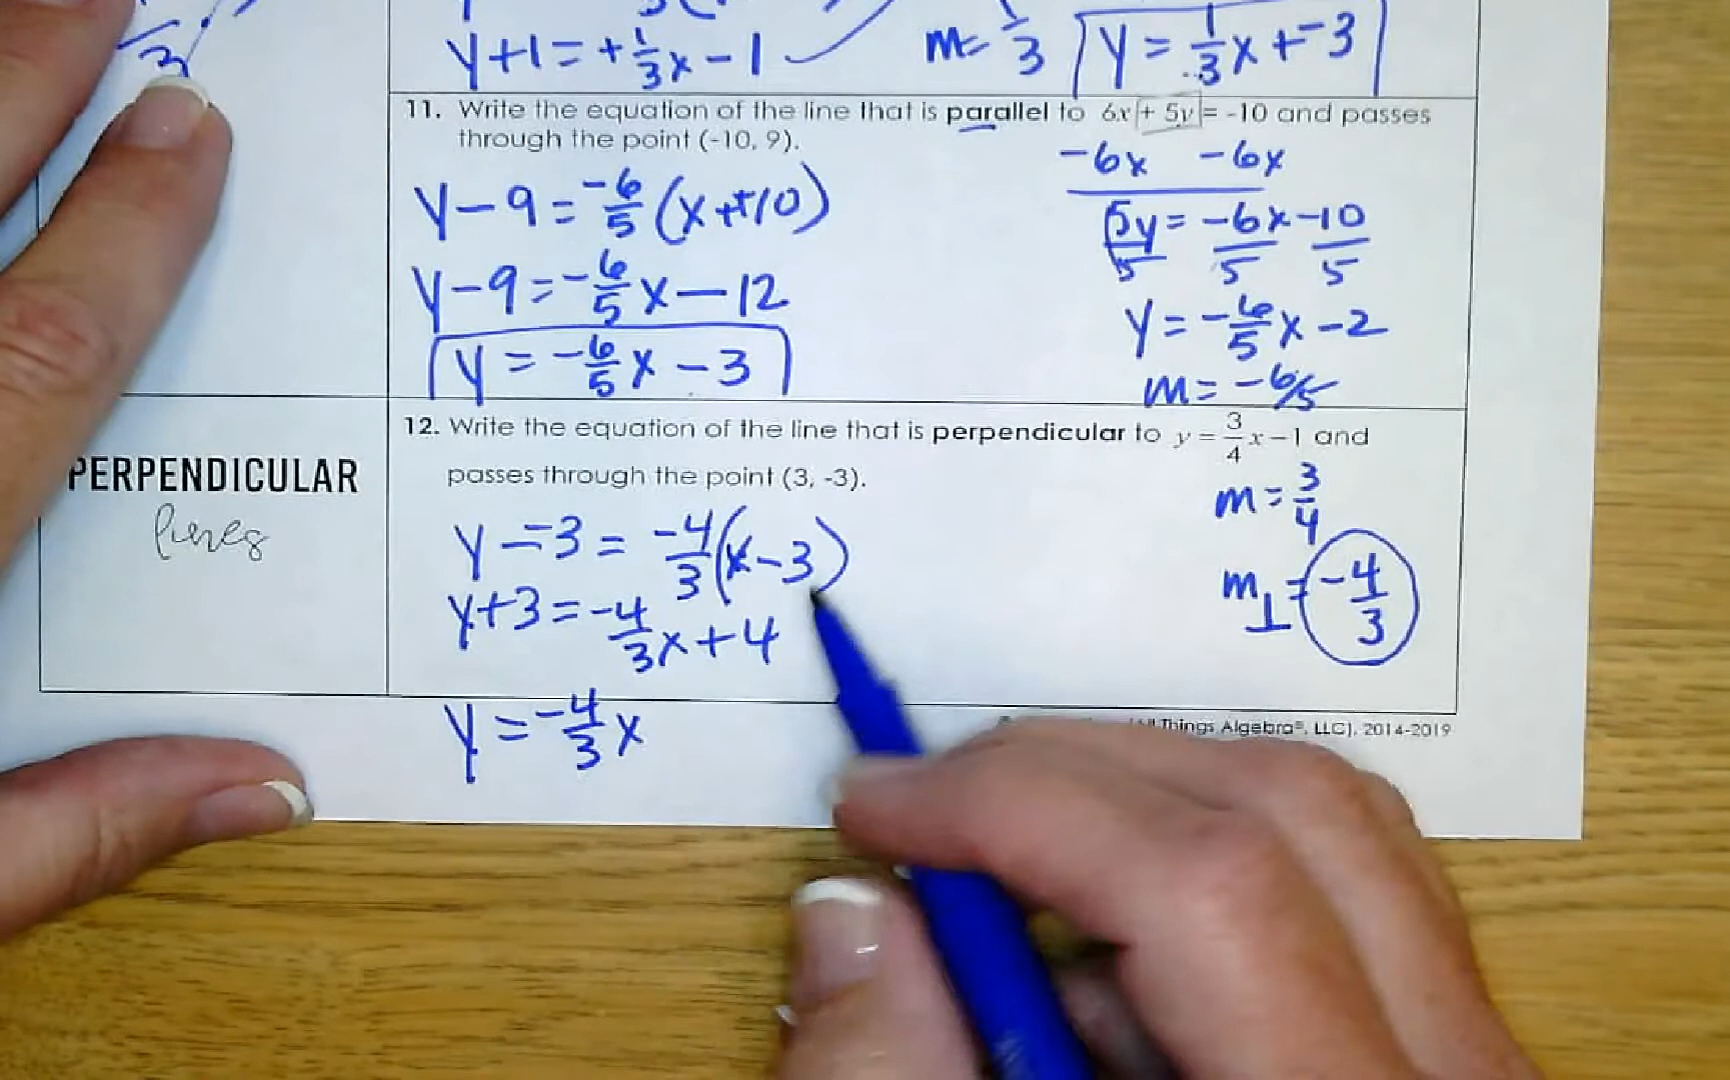 y+1=+1/3x-1
m=1/3 y=1/3x+-3
11. Write the equation of the line that is parallel to 6x + 5y = -10 and passes
through the point (-10, 9).
-6x -6x
y-9=-6/5(x++10)
5y=-6x-10
5 5 5
y-9=-6/5x-12
y=-6/5x-2
y=-6/5x-3
m=-6/5
12. Write the equation of the line that is perpendicular to y = 3/4 x - 1 and
PERPENDICULAR
passes through the point (3, -3).
lines
m=3/4
y--3=-4/3(x-3)
m⊥=-4/3
y+3=-4/3x+4
y=-4/3x
Things Algebra®, LLC), 2014-2019